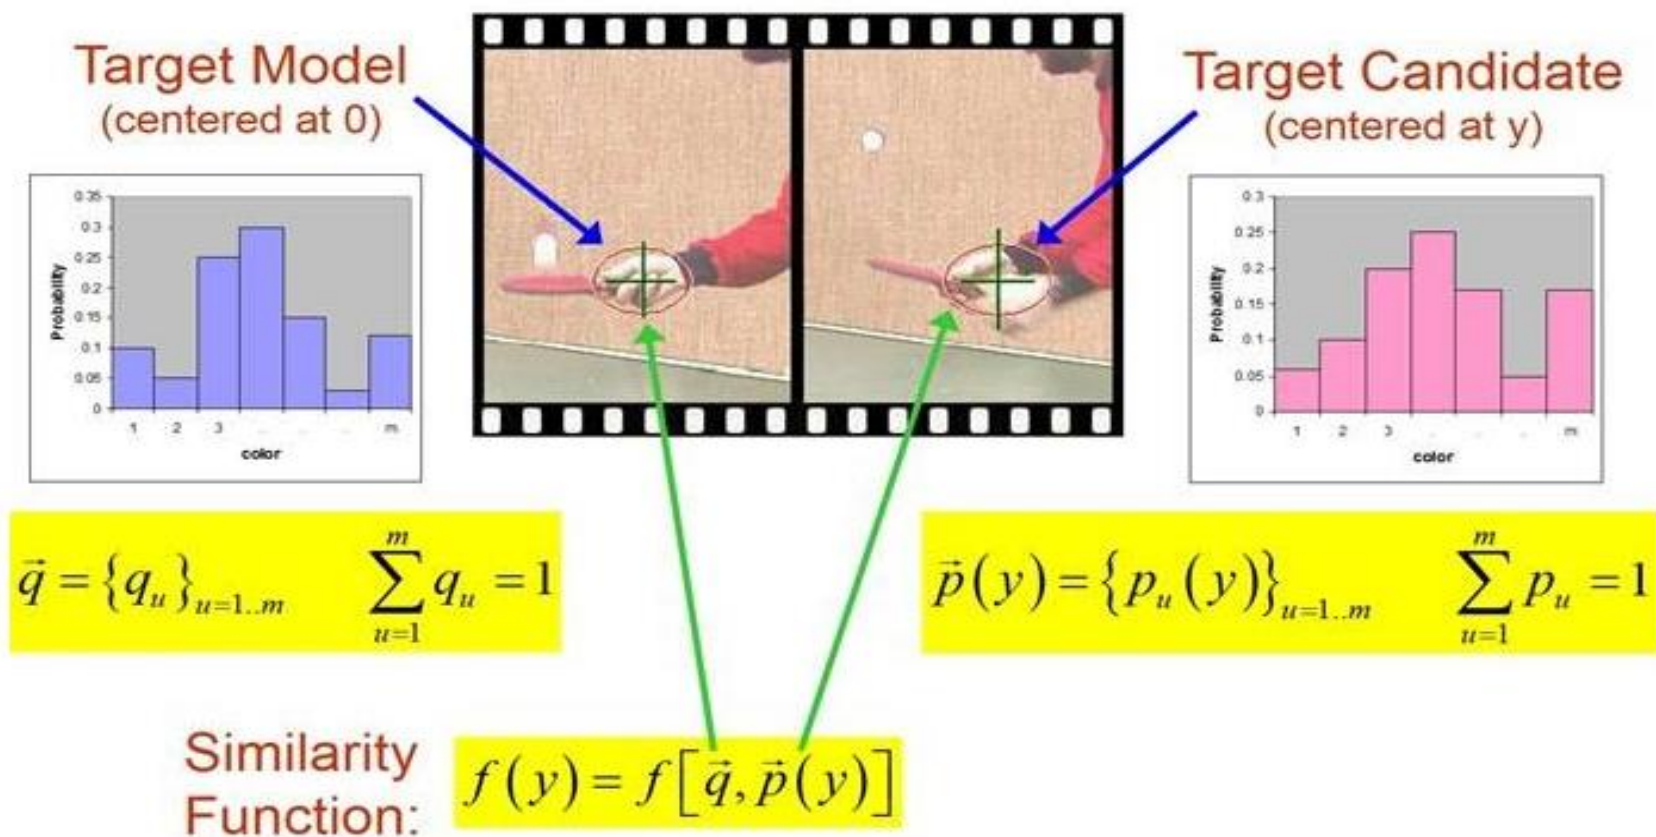 Target Model
(centered at 0)
Target Candidate
(centered at y)
0.35
0.3
0.25
0.2
0.15
0.1
0.05
0
Probability
1 2 3 . . . m
color
0.3
0.25
0.2
0.15
0.1
0.05
0
Probability
1 2 3 . . . m
color
q⃗ = {q_u}_{u=1..m} ∑_{u=1}^{m} q_u = 1
p⃗(y) = {p_u(y)}_{u=1..m} ∑_{u=1}^{m} p_u = 1
Similarity
Function:
f(y) = f[q⃗, p⃗(y)]